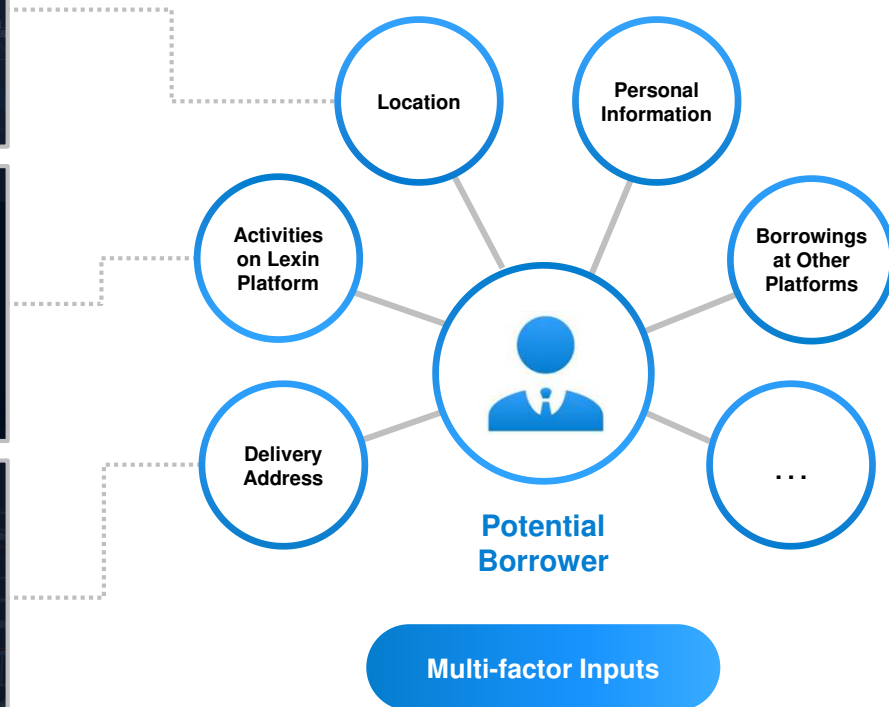 Location
Personal
Information
Activities
on Lexin
Platform
Borrowings
at Other
Platforms
Delivery
Address
...
Potential
Borrower
Multi-factor Inputs